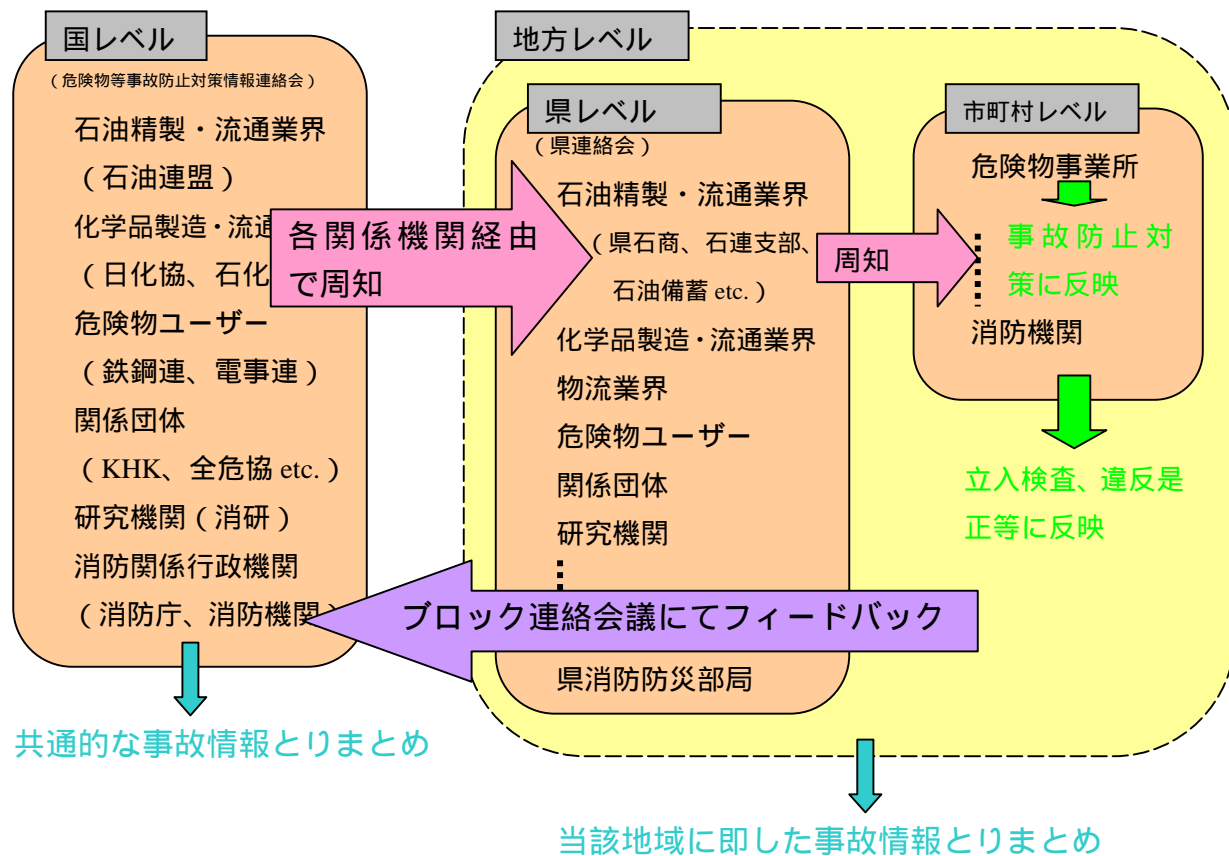 国レベル
（危険物等事故防止対策情報連絡会）
石油精製・流通業界
（石油連盟）
化学品製造・流通
（日化協、石化
危険物ユーザー
（鉄鋼連、電事連）
関係団体
（KHK、全危協 etc.）
研究機関（消研）
消防関係行政機関
（消防庁、消防機関）
共通的な事故情報とりまとめ
各関係機関経由
で周知
地方レベル
県レベル
（県連絡会）
石油精製・流通業界
（県石商、石連支部、
石油備蓄 etc.）
化学品製造・流通業界
物流業界
危険物ユーザー
関係団体
研究機関
県消防防災部局
周知
市町村レベル
危険物事業所
事故防止対
策に反映
消防機関
立入検査、違反是
正等に反映
ブロック連絡会議にてフィードバック
当該地域に即した事故情報とりまとめ